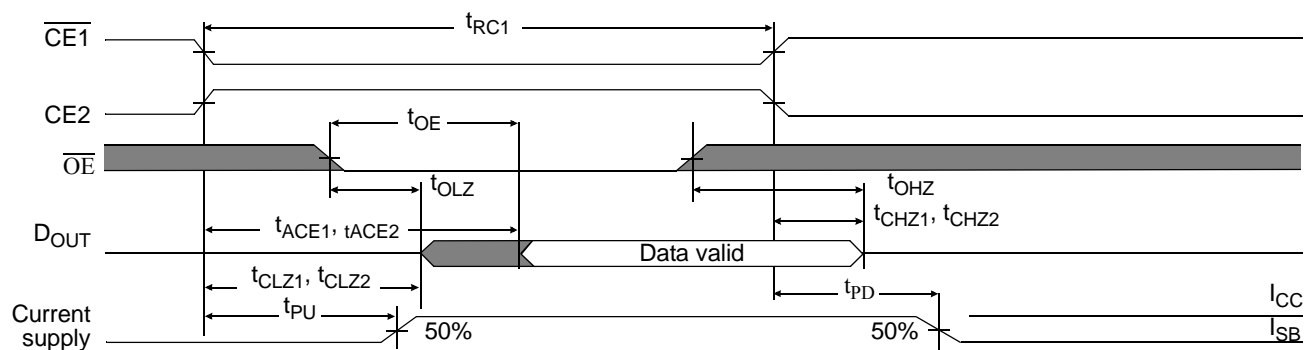 tRC1
CE1
CE2
tOE
OE
tOLZ
tOHZ
tACE1, tACE2
tCHZ1, tCHZ2
DOUT
Data valid
tCLZ1, tCLZ2
tPU
tPD
ICC
Current
supply
50%
50%
ISB